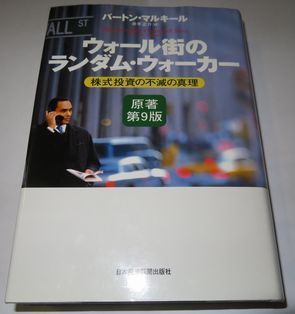 WALL ST
バートン・マルキール
ウォール街の
ランダム・ウォーカー
株式投資の不滅の真理
原著
第9版
日本経済新聞出版社